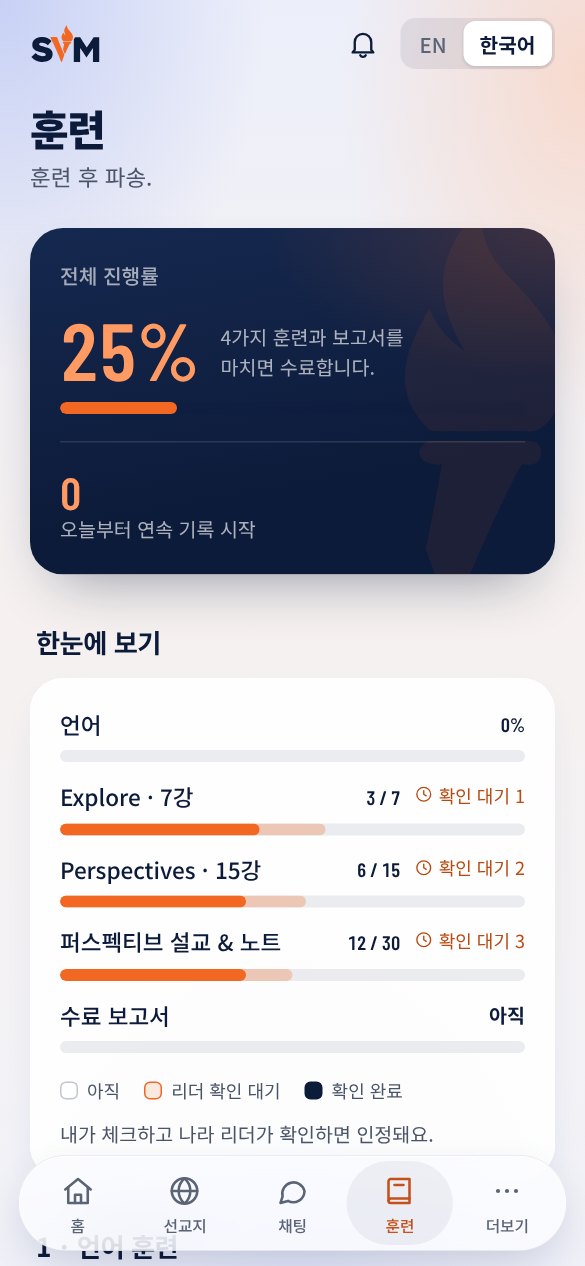 SVM
EN
한국어
훈련
훈련 후 파송.
전체 진행률
25%
4가지 훈련과 보고서를
마치면 수료합니다.
0
오늘부터 연속 기록 시작
한눈에 보기
언어 0%
Explore · 7강 3 / 7 확인 대기 1
Perspectives · 15강 6 / 15 확인 대기 2
퍼스펙티브 설교 & 노트 12 / 30 확인 대기 3
수료 보고서 아직
아직 리더 확인 대기 확인 완료
내가 체크하고 나라 리더가 확인하면 인정돼요.
홈 선교지 채팅 훈련 더보기
1 · 언어 훈련